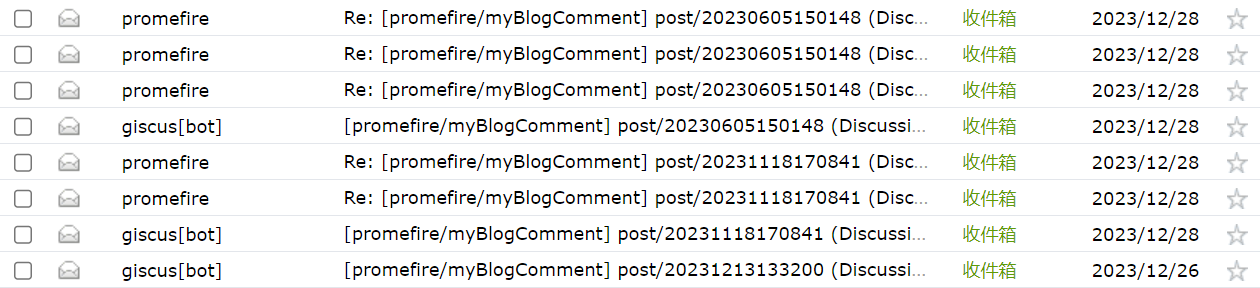 promefire Re: [promefire/myBlogComment] post/20230605150148 (Disc... 收件箱 2023/12/28
promefire Re: [promefire/myBlogComment] post/20230605150148 (Disc... 收件箱 2023/12/28
promefire Re: [promefire/myBlogComment] post/20230605150148 (Disc... 收件箱 2023/12/28
giscus[bot] [promefire/myBlogComment] post/20230605150148 (Discussi... 收件箱 2023/12/28
promefire Re: [promefire/myBlogComment] post/20231118170841 (Disc... 收件箱 2023/12/28
promefire Re: [promefire/myBlogComment] post/20231118170841 (Disc... 收件箱 2023/12/28
giscus[bot] [promefire/myBlogComment] post/20231118170841 (Discussi... 收件箱 2023/12/28
giscus[bot] [promefire/myBlogComment] post/20231213133200 (Discussi... 收件箱 2023/12/26